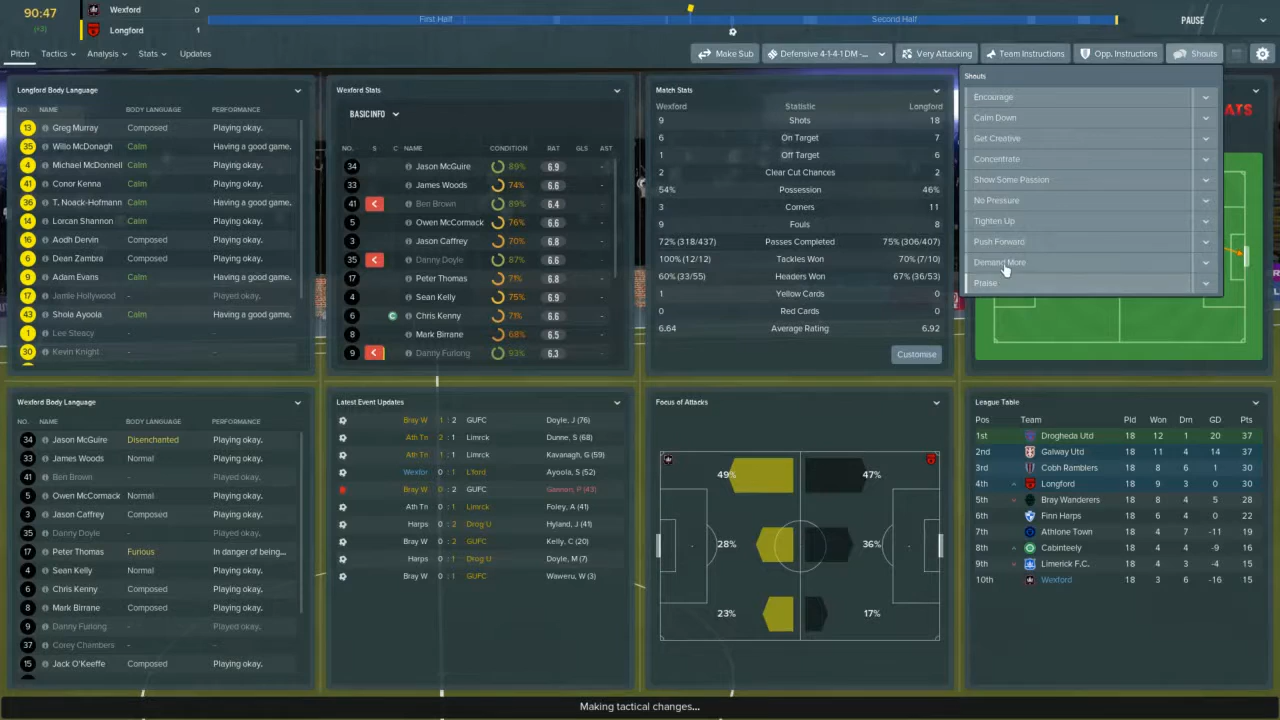 90:47
(+3)
Wexford 0
Longford 1
First Half
Second Half
PAUSE
Pitch Tactics Analysis Stats Updates
Make Sub Defensive 4-1-4-1 DM -... Very Attacking Team Instructions Opp. Instructions Shouts
Longford Body Language
NO. NAME BODY LANGUAGE PERFORMANCE
13 Greg Murray Composed Playing okay.
35 Willo McDonagh Calm Having a good game.
4 Michael McDonnell Calm Playing okay.
41 Conor Kenna Calm Playing okay.
36 T. Noack-Hofmann Calm Having a good game.
14 Lorcan Shannon Calm Playing okay.
16 Aodh Dervin Composed Playing okay.
6 Dean Zambra Composed Playing okay.
9 Adam Evans Calm Having a good game.
17 Jamie Hollywood - Played okay.
43 Shola Ayoola Calm Having a good game.
1 Lee Steacy - -
30 Kevin Knight - -
Wexford Stats
BASIC INFO
NO. S C NAME CONDITION RAT GLS AST
34 Jason McGuire 89% 6.9 - -
33 James Woods 74% 6.6 - -
41 Ben Brown 89% 6.4 - -
5 Owen McCormack 76% 6.6 - -
3 Jason Caffrey 70% 6.8 - -
35 Danny Doyle 87% 6.6 - -
17 Peter Thomas 71% 6.8 - -
4 Sean Kelly 75% 6.9 - -
6 C Chris Kenny 71% 6.6 - -
8 Mark Birrane 68% 6.5 - -
9 Danny Furlong 93% 6.3 - -
Match Stats
Wexford Statistic Longford
9 Shots 18
6 On Target 7
1 Off Target 6
2 Clear Cut Chances 2
54% Possession 46%
3 Corners 11
9 Fouls 8
72% (318/437) Passes Completed 75% (306/407)
100% (12/12) Tackles Won 70% (7/10)
60% (33/55) Headers Won 67% (36/53)
1 Yellow Cards 0
0 Red Cards 0
6.64 Average Rating 6.92
Customise
Shouts
Encourage
Calm Down
Get Creative
Concentrate
Show Some Passion
No Pressure
Tighten Up
Push Forward
Demand More
Praise
ATS
Wexford Body Language
NO. NAME BODY LANGUAGE PERFORMANCE
34 Jason McGuire Disenchanted Playing okay.
33 James Woods Normal Playing okay.
41 Ben Brown - Played okay.
5 Owen McCormack Normal Playing okay.
3 Jason Caffrey Composed Playing okay.
35 Danny Doyle - Played okay.
17 Peter Thomas Furious In danger of being...
4 Sean Kelly Normal Playing okay.
6 Chris Kenny Composed Playing okay.
8 Mark Birrane Composed Playing okay.
9 Danny Furlong - Played okay.
37 Corey Chambers - -
15 Jack O'Keeffe Composed Playing okay.
Latest Event Updates
Bray W 1 : 2 GUFC Doyle, J (76)
Ath Tn 2 : 1 Limrck Dunne, S (68)
Ath Tn 1 : 1 Limrck Kavanagh, G (59)
Wexfor 0 : 1 L'ford Ayoola, S (52)
Bray W 0 : 2 GUFC Gannon, P (43)
Ath Tn 0 : 1 Limrck Foley, A (41)
Harps 0 : 2 Drog U Hyland, J (41)
Bray W 0 : 2 GUFC Kelly, C (20)
Harps 0 : 1 Drog U Doyle, M (7)
Bray W 0 : 1 GUFC Waweru, W (3)
Focus of Attacks
49% 47%
28% 36%
23% 17%
League Table
Pos Team Pld Won Drn GD Pts
1st Drogheda Utd 18 12 1 20 37
2nd Galway Utd 18 11 4 14 37
3rd Cobh Ramblers 18 8 6 1 30
4th Longford 18 9 3 0 30
5th Bray Wanderers 18 8 4 5 28
6th Finn Harps 18 6 4 0 22
7th Athlone Town 18 4 7 -11 19
8th Cabinteely 18 4 4 -9 16
9th Limerick F.C. 18 4 3 -4 15
10th Wexford 18 3 6 -16 15
Making tactical changes...